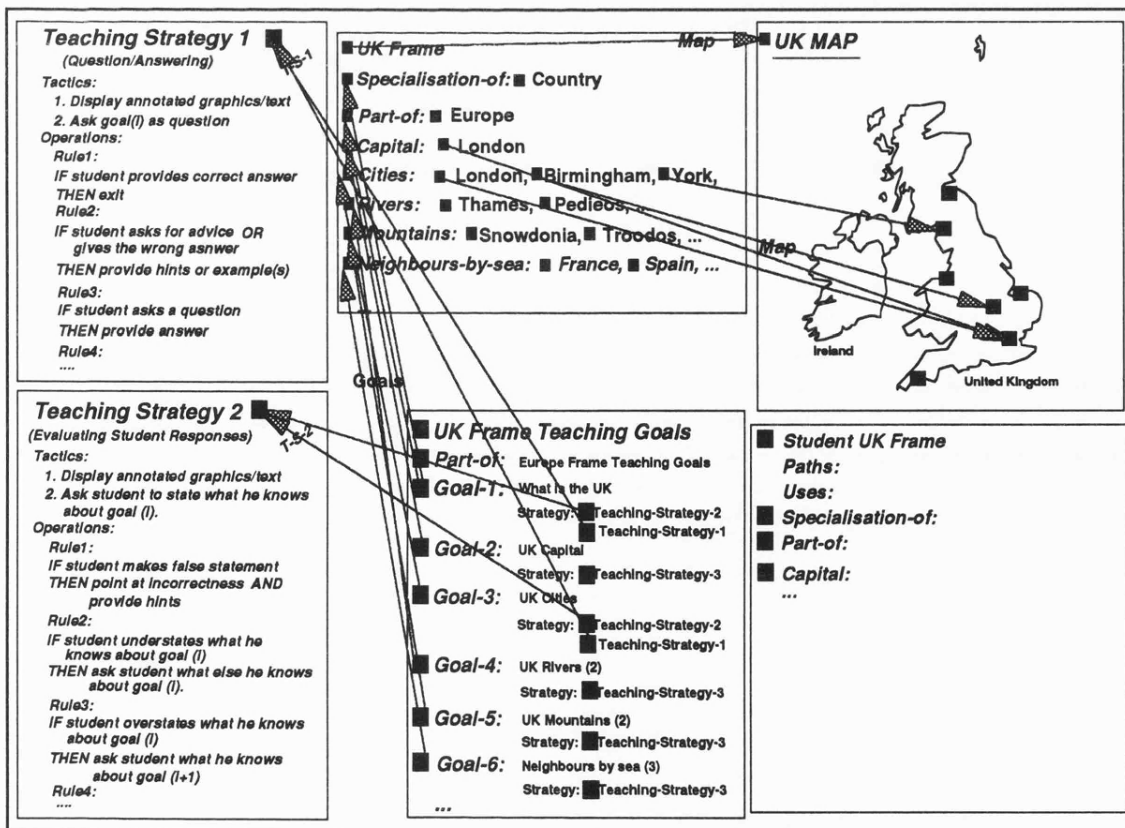 Teaching Strategy 1
(Question/Answering)
Tactics:
1. Display annotated graphics/text
2. Ask goal(I) as question
Operations:
Rule1:
IF student provides correct answer
THEN exit
Rule2:
IF student asks for advice OR
gives the wrong asnwer
THEN provide hints or example(s)
Rule3:
IF student asks a question
THEN provide answer
Rule4:
....
T-S-1
UK Frame
Specialisation-of: Country
Part-of: Europe
Capital: London
Cities: London, Birmingham, York,
Rivers: Thames, Pedieos, ..
Mountains: Snowdonia, Troodos, ...
Neighbours-by-sea: France, Spain, ...
...
Map
Map
Goals
UK MAP
Ireland
United Kingdom
Teaching Strategy 2
(Evaluating Student Responses)
Tactics:
1. Display annotated graphics/text
2. Ask student to state what he knows
about goal (I).
Operations:
Rule1:
IF student makes false statement
THEN point at incorrectness AND
provide hints
Rule2:
IF student understates what he
knows about goal (I)
THEN ask student what else he knows
about goal (I).
Rule3:
IF student overstates what he knows
about goal (I)
THEN ask student what he knows
about goal (I+1)
Rule4:
....
T-S-2
UK Frame Teaching Goals
Part-of: Europe Frame Teaching Goals
Goal-1: What is the UK
Strategy: Teaching-Strategy-2
Teaching-Strategy-1
Goal-2: UK Capital
Strategy: Teaching-Strategy-3
Goal-3: UK Cities
Strategy: Teaching-Strategy-2
Teaching-Strategy-1
Goal-4: UK Rivers (2)
Strategy: Teaching-Strategy-3
Goal-5: UK Mountains (2)
Strategy: Teaching-Strategy-3
Goal-6: Neighbours by sea (3)
Strategy: Teaching-Strategy-3
...
Student UK Frame
Paths:
Uses:
Specialisation-of:
Part-of:
Capital:
...